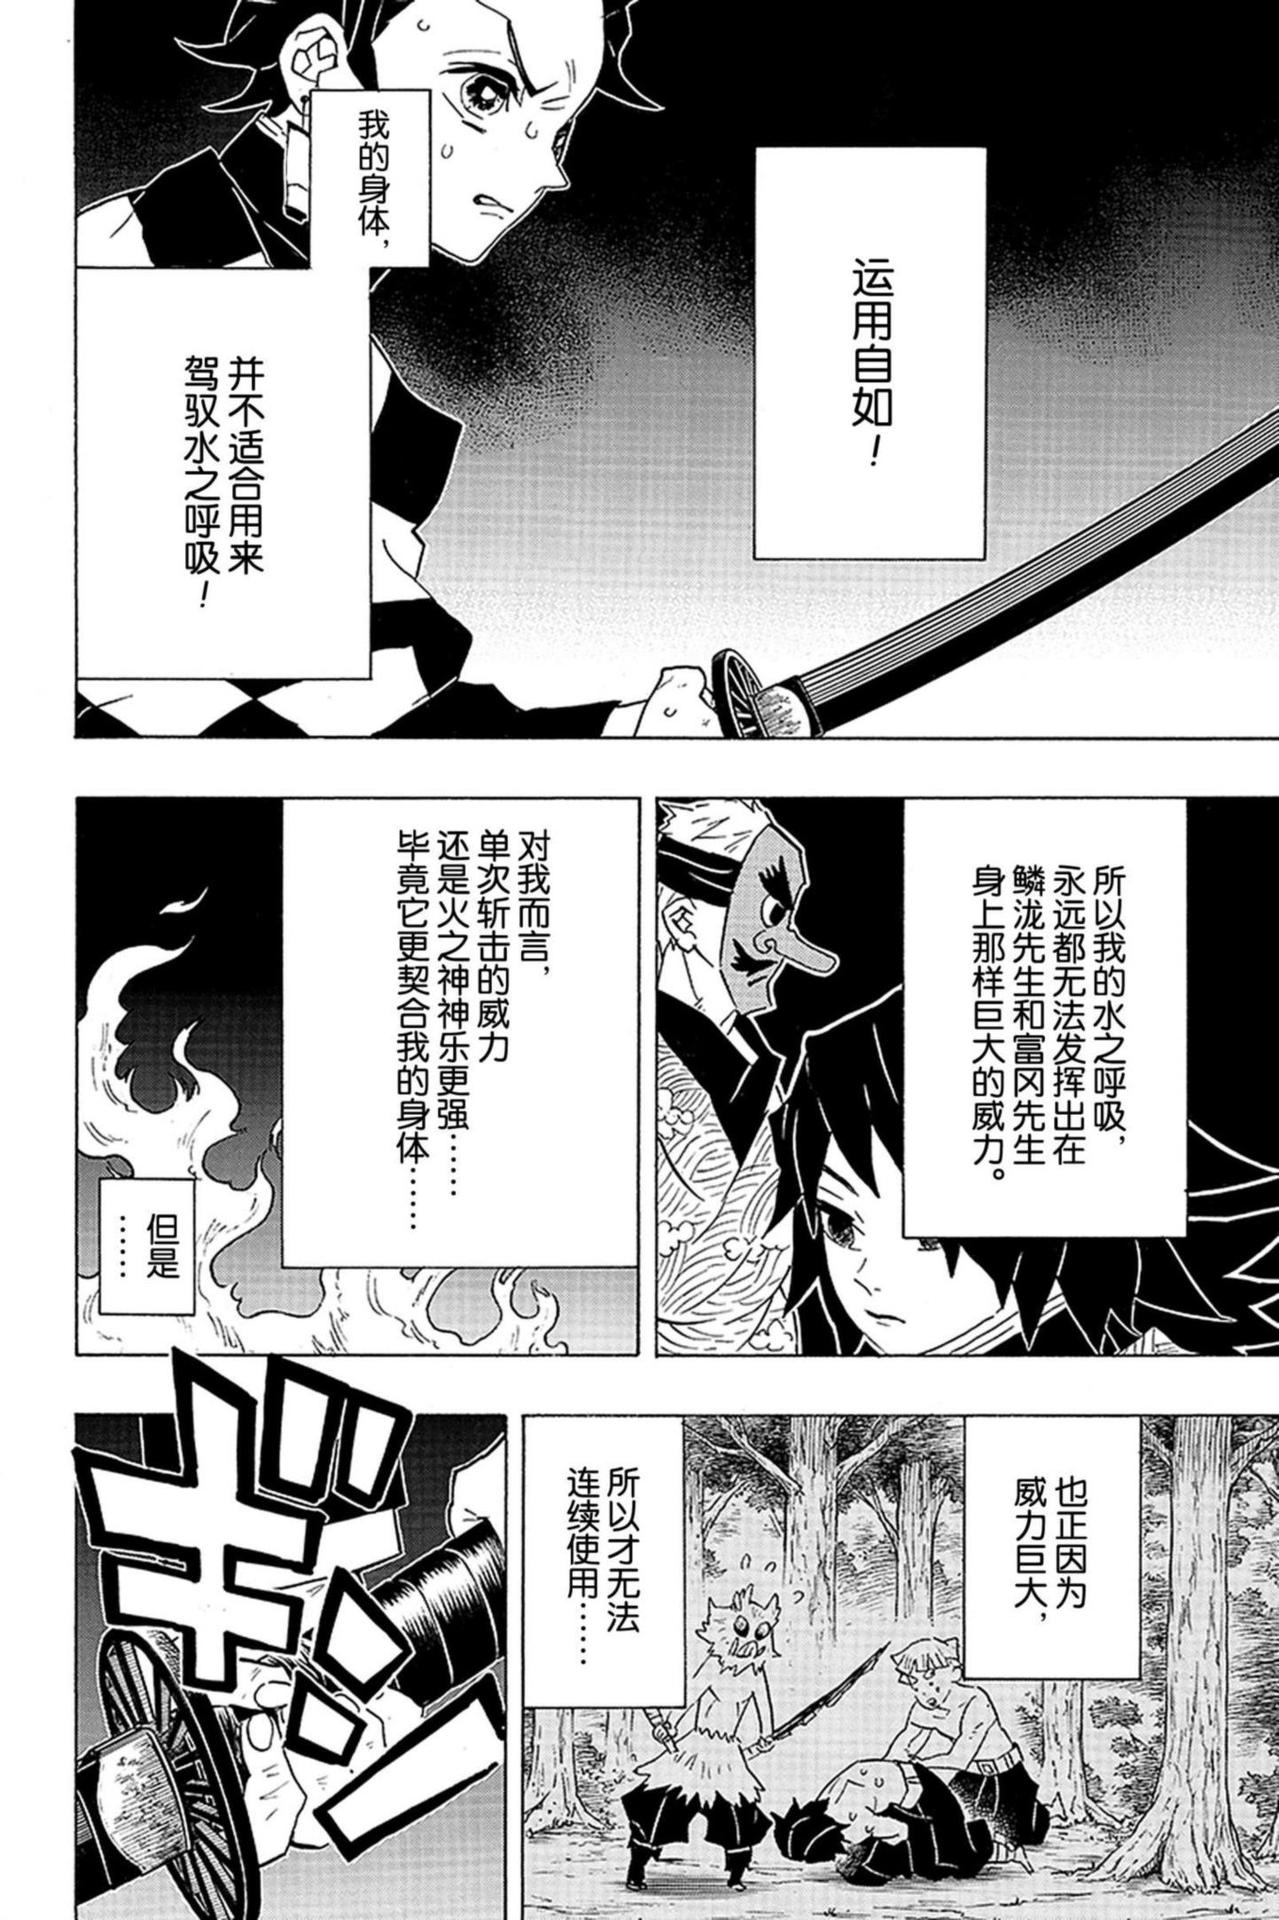 运用自如！
我的身体，
并不适合用来
驾驭水之呼吸！
所以我的水之呼吸，
永远都无法发挥出在
鳞泷先生和富冈先生
身上那样巨大的威力。
对我而言，
单次斩击的威力
还是火之神神乐更强……
毕竟它更契合我的身体……
但是
……
也正因为
威力巨大，
所以才无法
连续使用……
ギギ!!